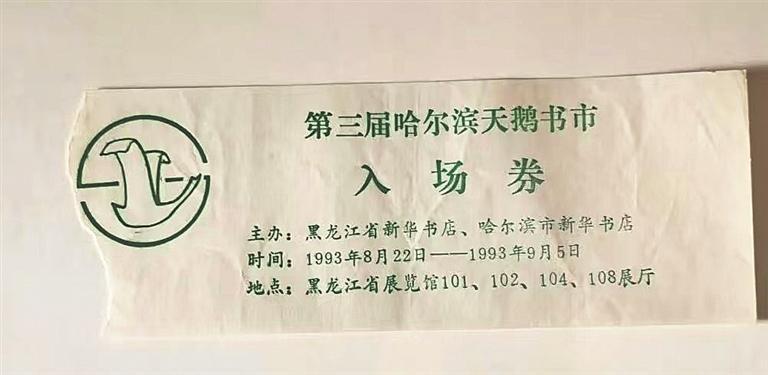 第三届哈尔滨天鹅书市
入场券
主办：黑龙江省新华书店、哈尔滨市新华书店
时间：1993年8月22日——1993年9月5日
地点：黑龙江省展览馆101、102、104、108展厅